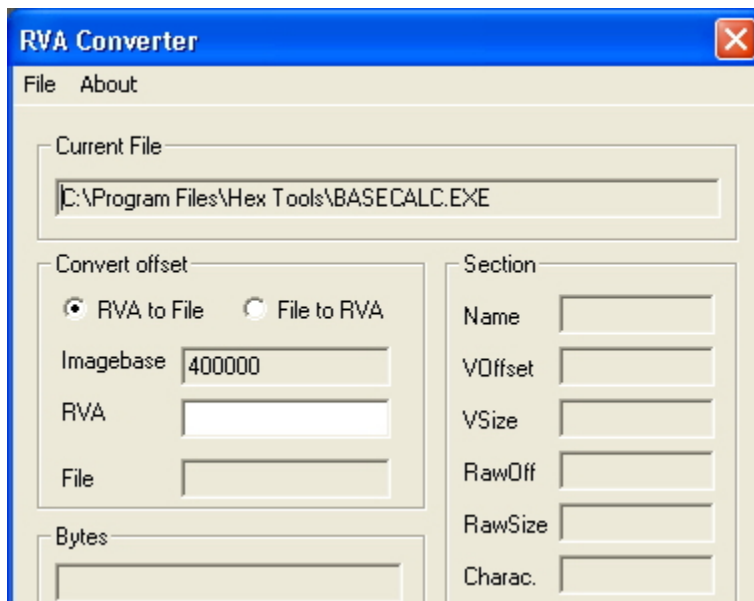 RVA Converter
File About
Current File
C:\Program Files\Hex Tools\BASECALC.EXE
Convert offset
RVA to File File to RVA
Imagebase 400000
RVA
File
Bytes
Section
Name
VOffset
VSize
RawOff
RawSize
Charac.